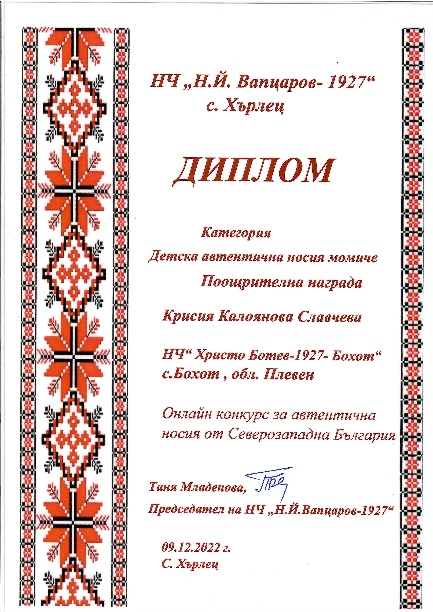 НЧ „Н.Й. Вапцаров- 1927“
с. Хърлец
ДИПЛОМ
Категория
Детска автентична носия момиче
Поощрителна награда
Крисия Калоянова Славчева
НЧ“ Христо Ботев-1927- Бохот“
с.Бохот , обл. Плевен
Онлайн конкурс за автентична
носия от Северозападна България
Таня Младенова,
Председател на НЧ „Н.Й.Вапцаров-1927“
09.12.2022 г.
С. Хърлец